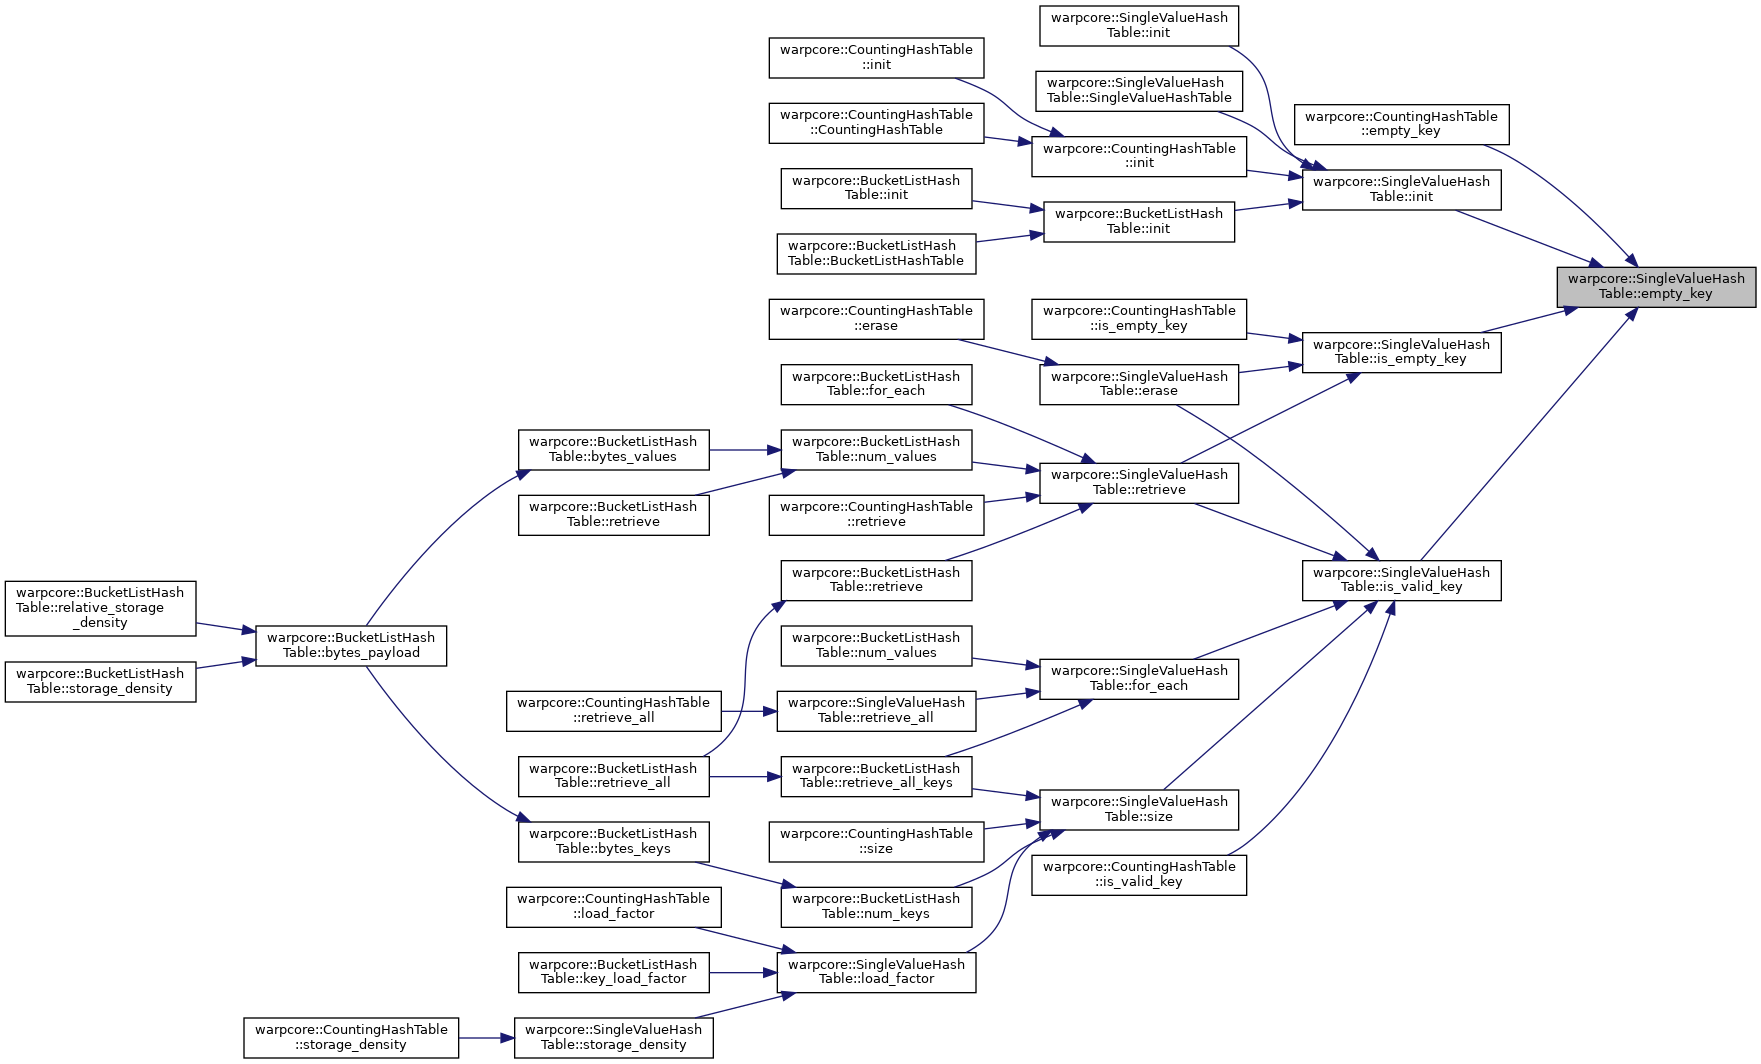 warpcore::SingleValueHash
Table::init
warpcore::CountingHashTable
::init
warpcore::SingleValueHash
Table::SingleValueHashTable
warpcore::CountingHashTable
::CountingHashTable
warpcore::CountingHashTable
::empty_key
warpcore::CountingHashTable
::init
warpcore::BucketListHash
Table::init
warpcore::SingleValueHash
Table::init
warpcore::BucketListHash
Table::init
warpcore::BucketListHash
Table::BucketListHashTable
warpcore::SingleValueHash
Table::empty_key
warpcore::CountingHashTable
::erase
warpcore::CountingHashTable
::is_empty_key
warpcore::SingleValueHash
Table::is_empty_key
warpcore::BucketListHash
Table::for_each
warpcore::SingleValueHash
Table::erase
warpcore::BucketListHash
Table::bytes_values
warpcore::BucketListHash
Table::num_values
warpcore::SingleValueHash
Table::retrieve
warpcore::BucketListHash
Table::retrieve
warpcore::CountingHashTable
::retrieve
warpcore::BucketListHash
Table::retrieve
warpcore::SingleValueHash
Table::is_valid_key
warpcore::BucketListHash
Table::relative_storage
_density
warpcore::BucketListHash
Table::bytes_payload
warpcore::BucketListHash
Table::num_values
warpcore::BucketListHash
Table::storage_density
warpcore::SingleValueHash
Table::for_each
warpcore::CountingHashTable
::retrieve_all
warpcore::SingleValueHash
Table::retrieve_all
warpcore::BucketListHash
Table::retrieve_all
warpcore::BucketListHash
Table::retrieve_all_keys
warpcore::SingleValueHash
Table::size
warpcore::BucketListHash
Table::bytes_keys
warpcore::CountingHashTable
::size
warpcore::CountingHashTable
::is_valid_key
warpcore::CountingHashTable
::load_factor
warpcore::BucketListHash
Table::num_keys
warpcore::BucketListHash
Table::key_load_factor
warpcore::SingleValueHash
Table::load_factor
warpcore::CountingHashTable
::storage_density
warpcore::SingleValueHash
Table::storage_density